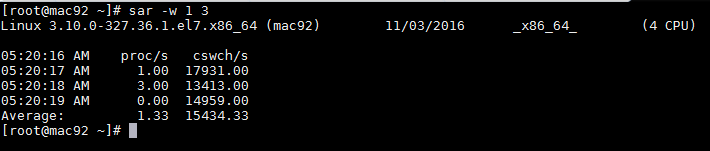 [root@mac92 ~]# sar -w 1 3
Linux 3.10.0-327.36.1.el7.x86_64 (mac92) 11/03/2016 _x86_64_ (4 CPU)
05:20:16 AM proc/s cswch/s
05:20:17 AM 1.00 17931.00
05:20:18 AM 3.00 13413.00
05:20:19 AM 0.00 14959.00
Average: 1.33 15434.33
[root@mac92 ~]#